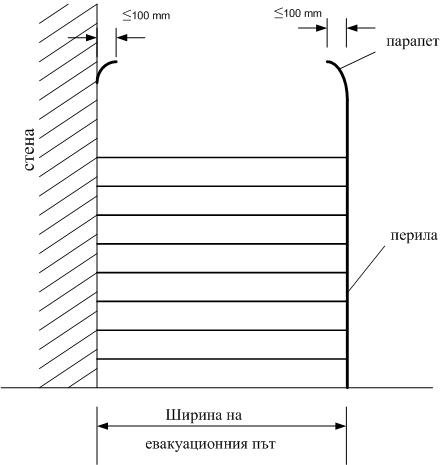 ≤100 mm
≤100 mm
парапет
стена
перила
Ширина на
евакуационния път